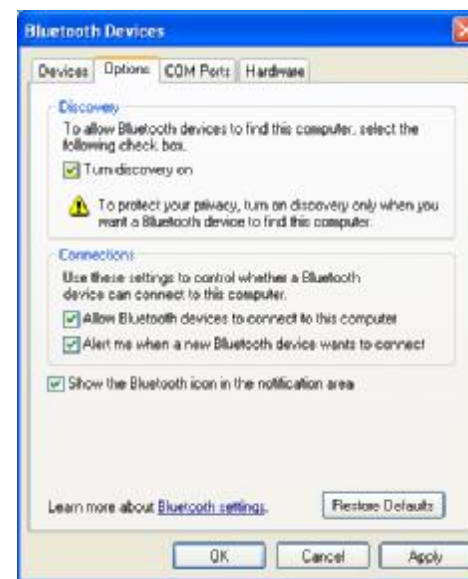 Bluetooth Devices
Devices Options COM Ports Hardware
Discovery
To allow Bluetooth devices to find this computer, select the
following check box.
Turn discovery on
To protect your privacy, turn on discovery only when you
want a Bluetooth device to find this computer.
Connections
Use these settings to control whether a Bluetooth
device can connect to this computer.
Allow Bluetooth devices to connect to this computer
Alert me when a new Bluetooth device wants to connect
Show the Bluetooth icon in the notification area
Learn more about Bluetooth settings.
Restore Defaults
OK Cancel Apply